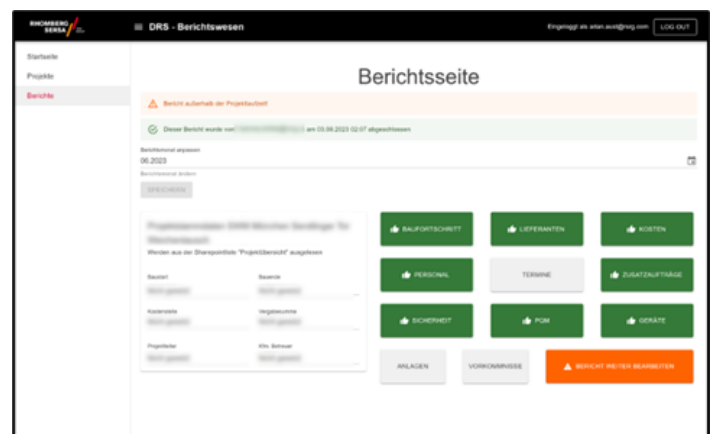 RHOMBERG
SERSA
DRS - Berichtswesen
Eingeloggt als
LOG OUT
Startseite
Projekte
Berichte
Berichtsseite
Bericht außerhalb der Projektlaufzeit
Dieser Bericht wurde von am 03.08.2023 02:07 abgeschlossen
Berichtsmonat anpassen
06.2023
Berichtsmonat ändern
SPEICHERN
Werden aus der Sharepointliste "Projektübersicht" ausgelesen
Baustart
Bauende
Kostenstelle
Vergabesumme
Projektleiter
Kfm. Betreuer
BAUFORTSCHRITT
LIEFERANTEN
KOSTEN
PERSONAL
TERMINE
ZUSATZAUFTRÄGE
SICHERHEIT
PQM
GERÄTE
ANLAGEN
VORKOMMNISSE
BERICHT WEITER BEARBEITEN